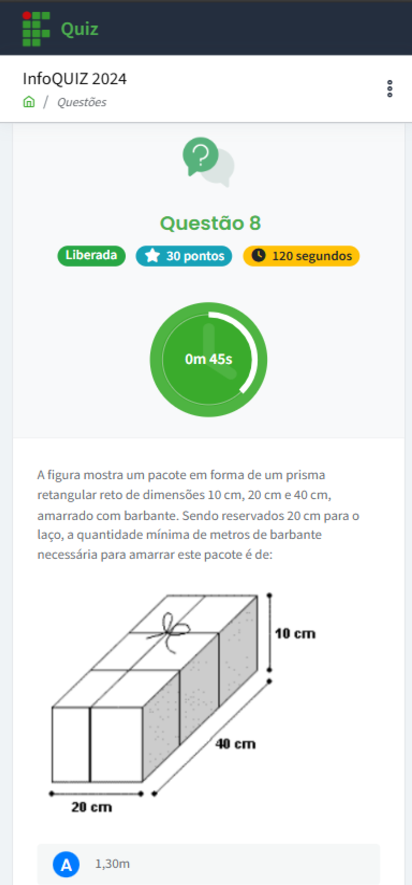 Quiz
InfoQUIZ 2024
/ Questões
?
Questão 8
Liberada
30 pontos
120 segundos
0m 45s
A figura mostra um pacote em forma de um prisma
retangular reto de dimensões 10 cm, 20 cm e 40 cm,
amarrado com barbante. Sendo reservados 20 cm para o
laço, a quantidade mínima de metros de barbante
necessária para amarrar este pacote é de:
10 cm
40 cm
20 cm
A 1,30m